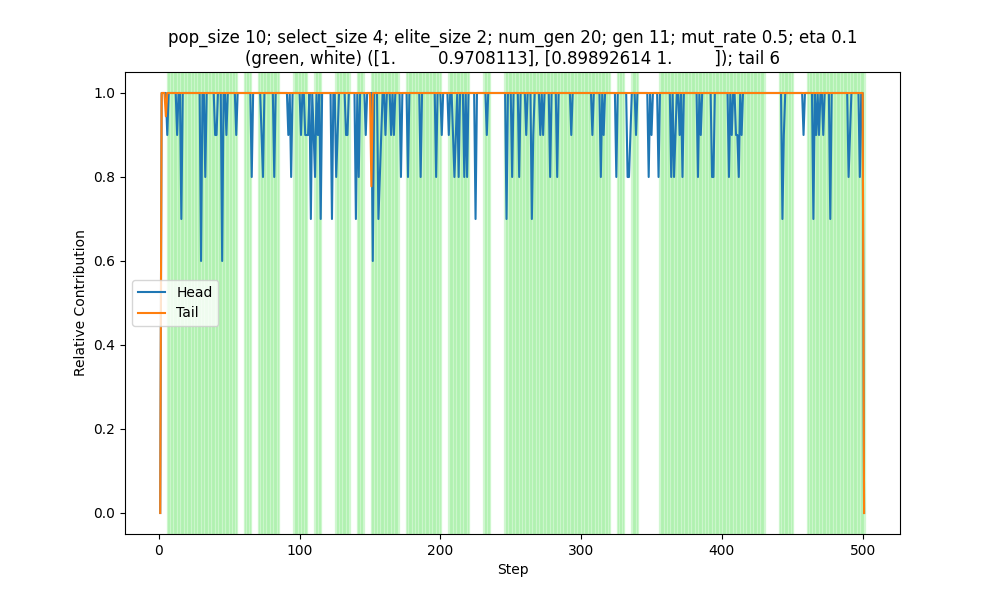 pop_size 10; select_size 4; elite_size 2; num_gen 20; gen 11; mut_rate 0.5; eta 0.1
(green, white) ([1.        0.9708113], [0.89892614 1.        ]); tail 6
1.0
0.8
0.6
0.4
0.2
0.0
Relative Contribution
Head
Tail
0 100 200 300 400 500
Step